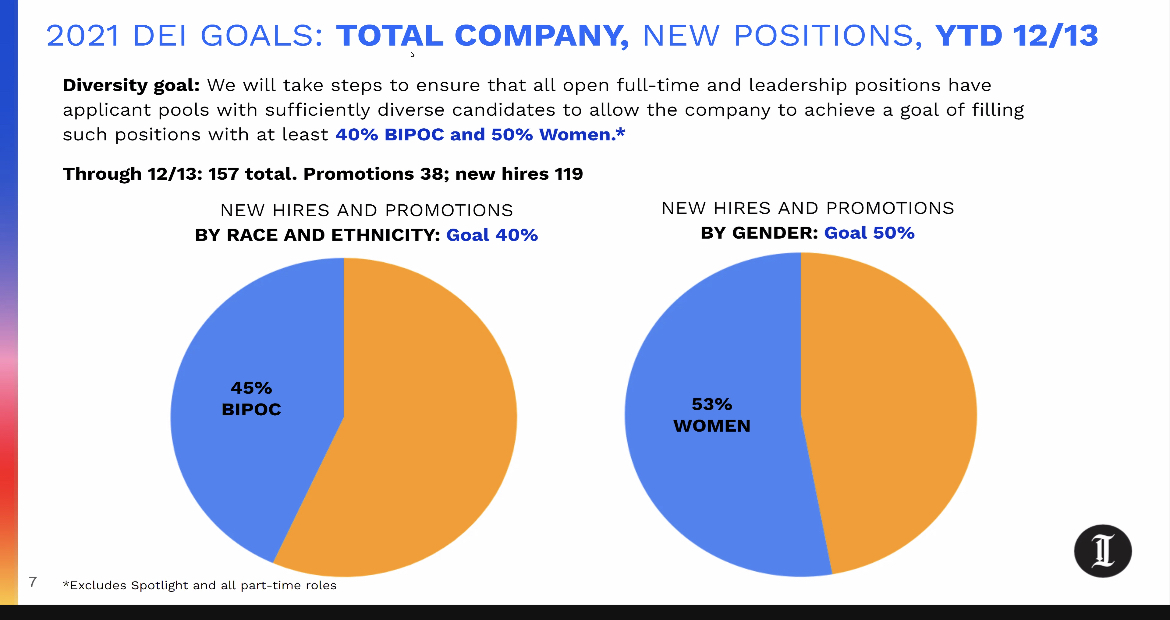 2021 DEI GOALS: TOTAL COMPANY, NEW POSITIONS, YTD 12/13
Diversity goal: We will take steps to ensure that all open full-time and leadership positions have
applicant pools with sufficiently diverse candidates to allow the company to achieve a goal of filling
such positions with at least 40% BIPOC and 50% Women.*
Through 12/13: 157 total. Promotions 38; new hires 119
NEW HIRES AND PROMOTIONS
BY RACE AND ETHNICITY: Goal 40%
45%
BIPOC
NEW HIRES AND PROMOTIONS
BY GENDER: Goal 50%
53%
WOMEN
I
7
*Excludes Spotlight and all part-time roles